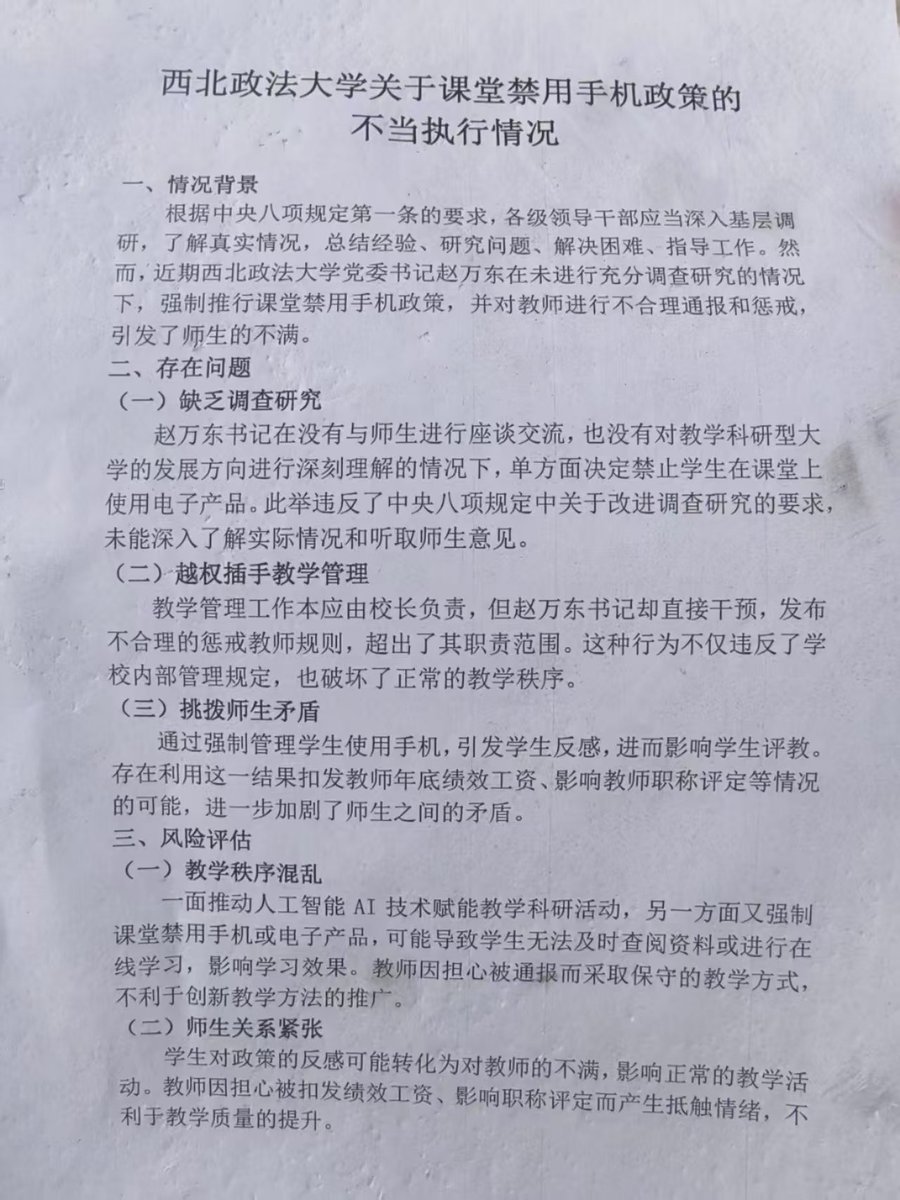 西北政法大学关于课堂禁用手机政策的
不当执行情况
一、情况背景
根据中央八项规定第一条的要求，各级领导干部应当深入基层调
研，了解真实情况，总结经验、研究问题、解决困难、指导工作。然
而，近期西北政法大学党委书记赵万东在未进行充分调查研究的情况
下，强制推行课堂禁用手机政策，并对教师进行不合理通报和惩戒，
引发了师生的不满。
二、存在问题
（一）缺乏调查研究
赵万东书记在没有与师生进行座谈交流，也没有对教学科研型大
学的发展方向进行深刻理解的情况下，单方面决定禁止学生在课堂上
使用电子产品。此举违反了中央八项规定中关于改进调查研究的要求，
未能深入了解实际情况和听取师生意见。
（二）越权插手教学管理
教学管理工作本应由校长负责，但赵万东书记却直接干预，发布
不合理的惩戒教师规则，超出了其职责范围。这种行为不仅违反了学
校内部管理规定，也破坏了正常的教学秩序。
（三）挑拨师生矛盾
通过强制管理学生使用手机，引发学生反感，进而影响学生评教。
存在利用这一结果扣发教师年底绩效工资、影响教师职称评定等情况
的可能，进一步加剧了师生之间的矛盾。
三、风险评估
（一）教学秩序混乱
一面推动人工智能 AI 技术赋能教学科研活动，另一方面又强制
课堂禁用手机或电子产品，可能导致学生无法及时查阅资料或进行在
线学习，影响学习效果。教师因担心被通报而采取保守的教学方式，
不利于创新教学方法的推广。
（二）师生关系紧张
学生对政策的反感可能转化为对教师的不满，影响正常的教学活
动。教师因担心被扣发绩效工资、影响职称评定而产生抵触情绪，不
利于教学质量的提升。